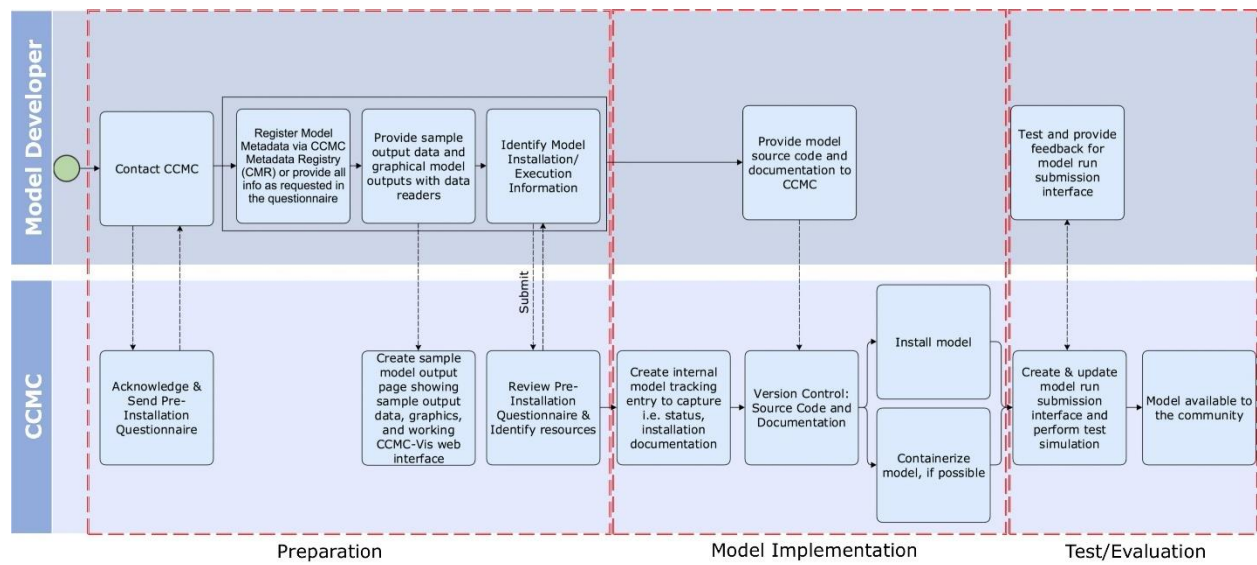 Model Developer
Contact CCMC
Register Model
Metadata via CCMC
Metadata Registry
(CMR) or provide all
info as requested in
the questionnaire
Provide sample
output data and
graphical model
outputs with data
readers
Identify Model
Installation/
Execution
Information
Provide model
source code and
documentation to
CCMC
Test and provide
feedback for
model run
submission
interface
Submit
CCMC
Acknowledge &
Send Pre-
Installation
Questionnaire
Create sample
model output
page showing
sample output
data, graphics,
and working
CCMC-Vis web
interface
Review Pre-
Installation
Questionnaire &
Identify resources
Create internal
model tracking
entry to capture
i.e. status,
installation
documentation
Version Control:
Source Code and
Documentation
Install model
Containerize
model, if possible
Create & update
model run
submission
interface and
perform test
simulation
Model available to
the community
Preparation
Model Implementation
Test/Evaluation